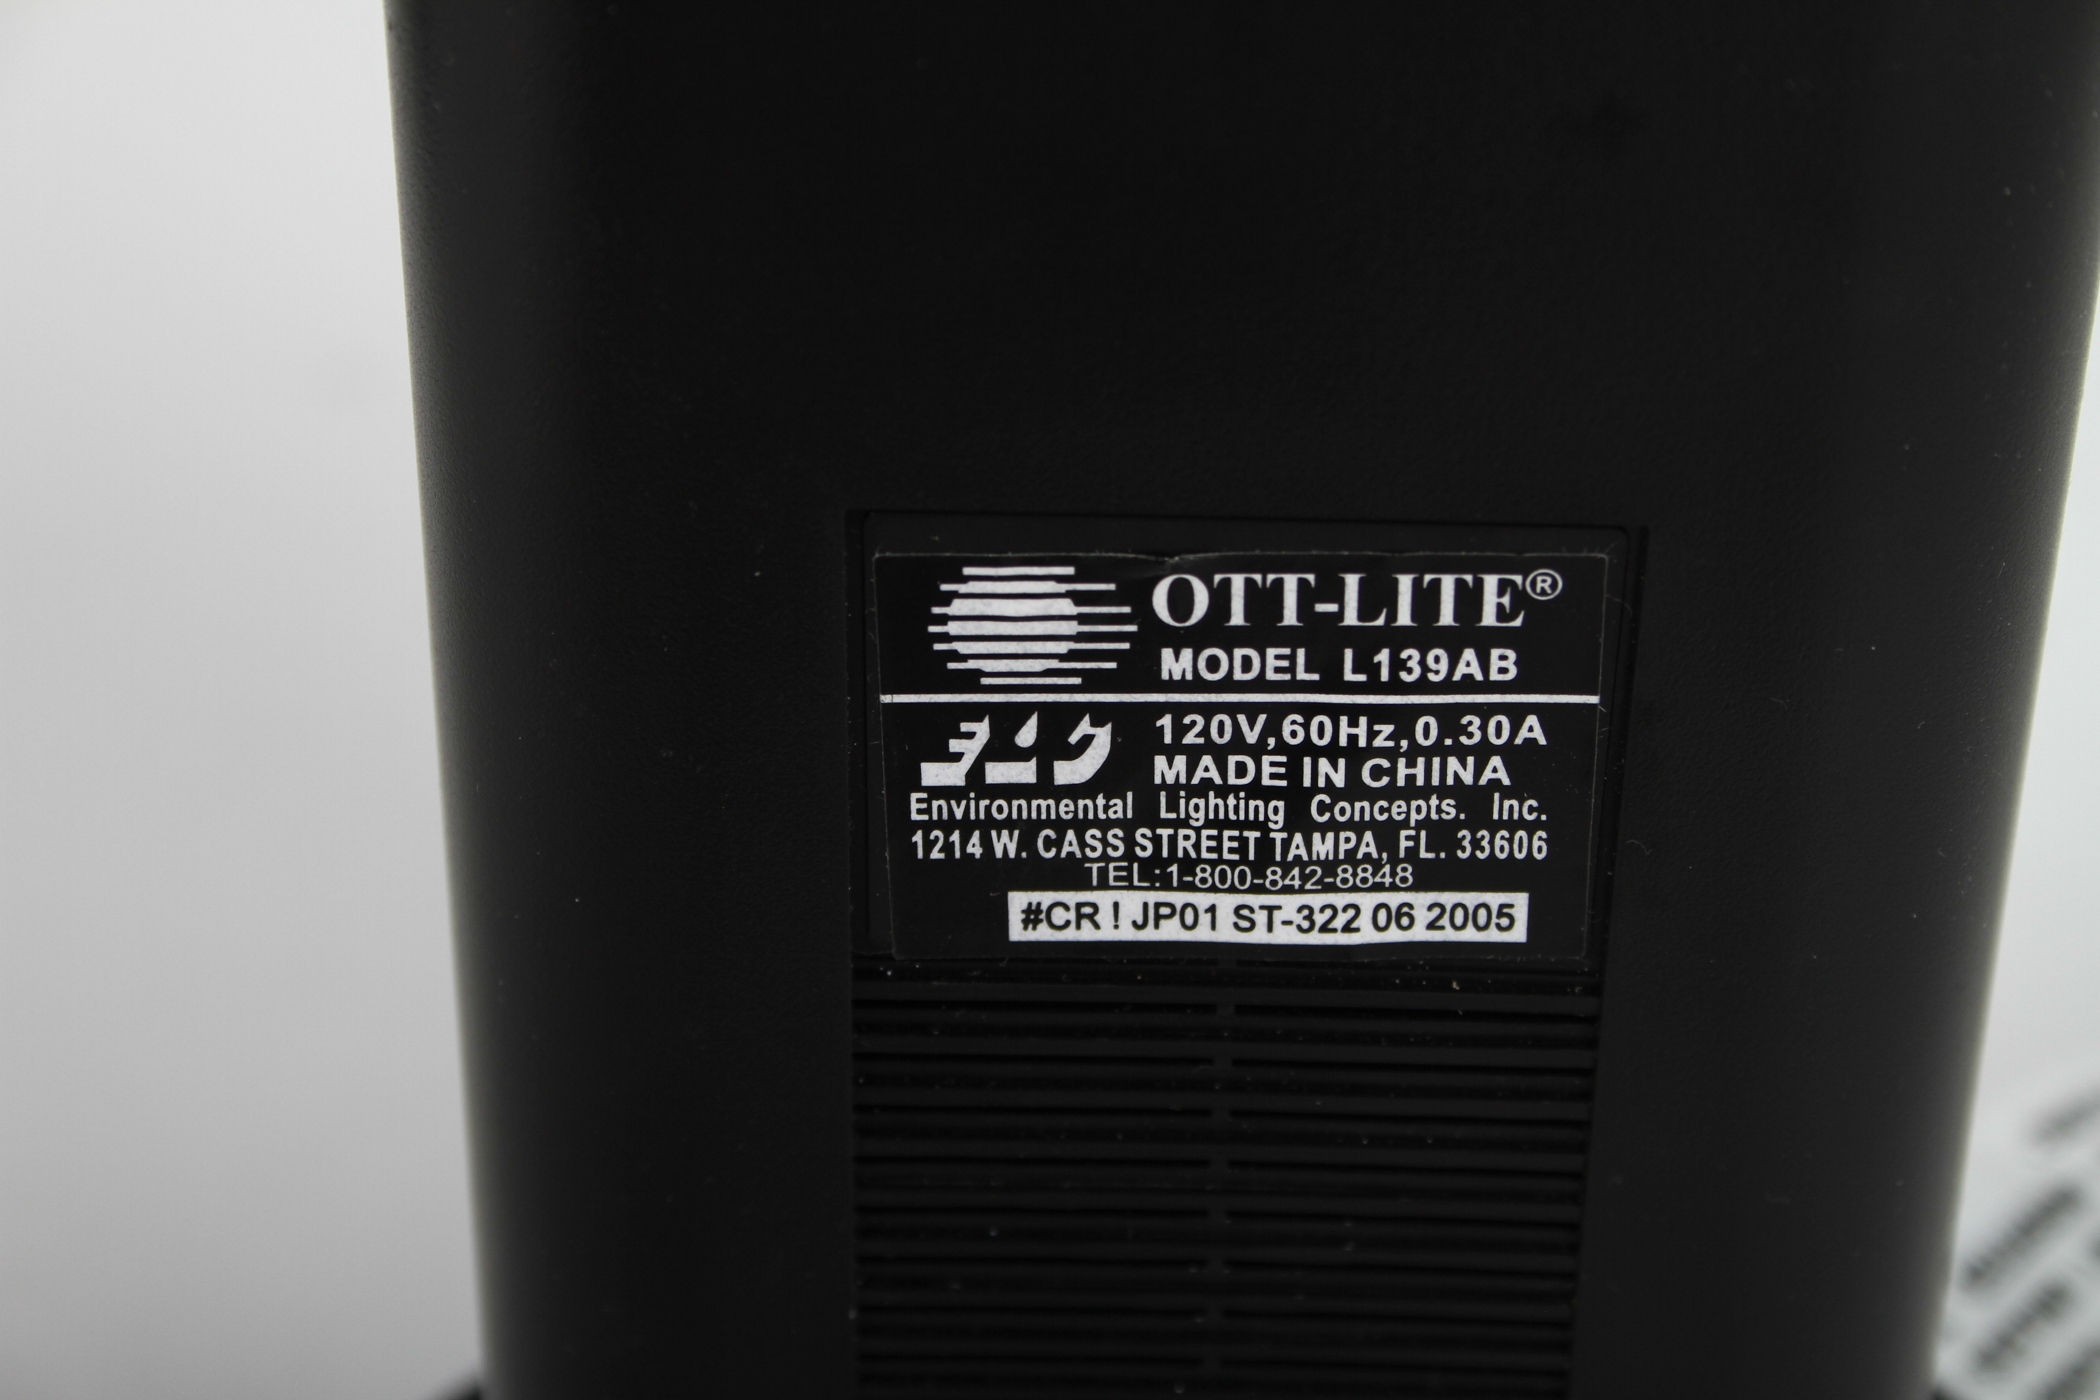 OTT-LITE®
MODEL L139AB
120V,60Hz,0.30A
MADE IN CHINA
Environmental Lighting Concepts. Inc.
1214 W. CASS STREET TAMPA, FL. 33606
TEL:1-800-842-8848
#CR ! JP01 ST-322 06 2005